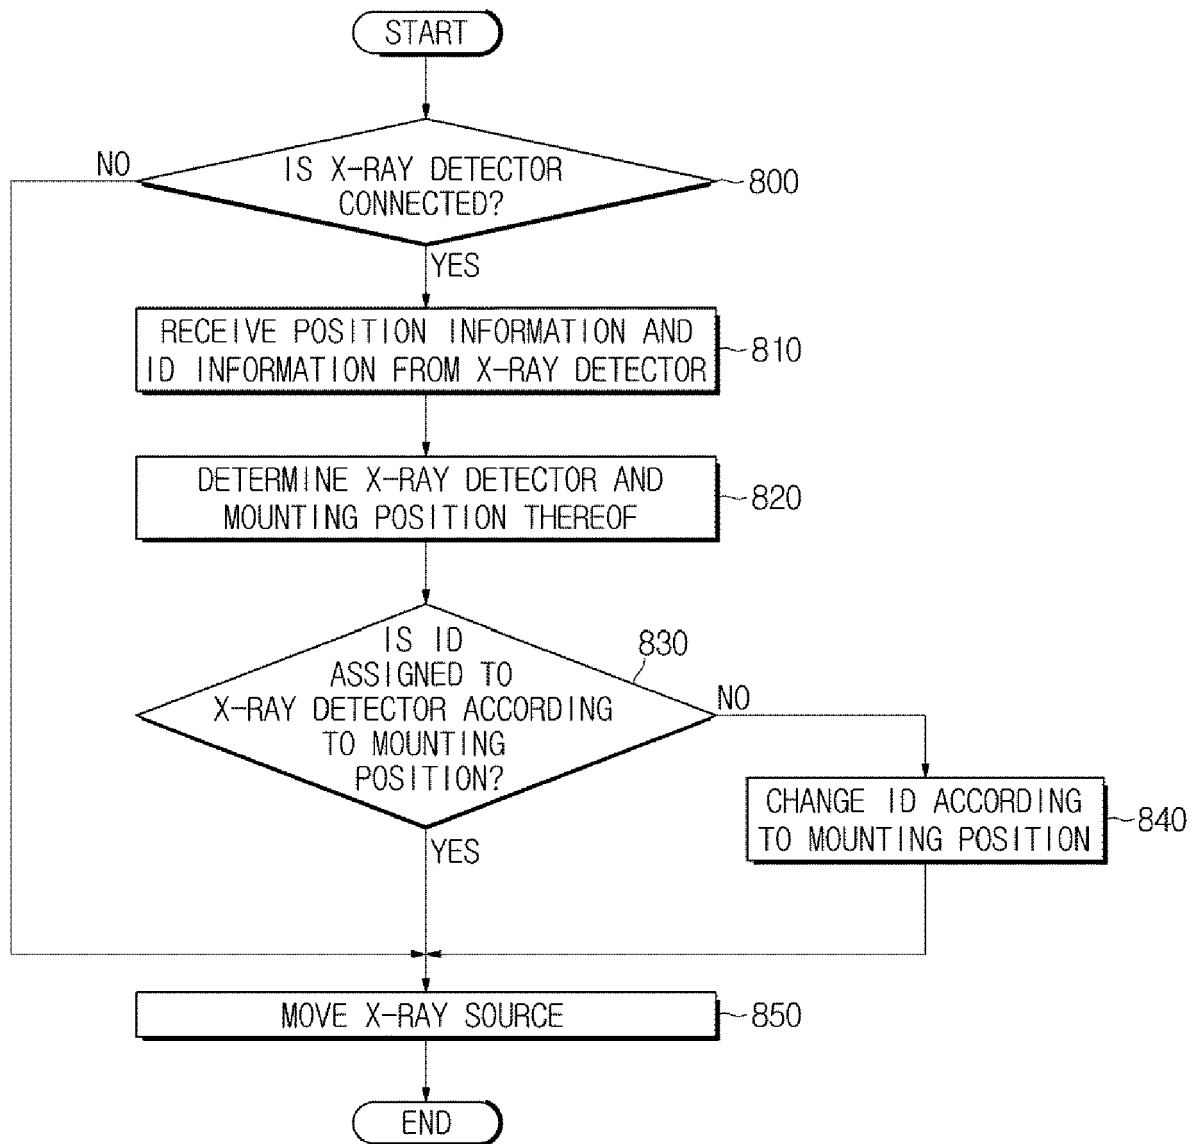 START
NO
IS X-RAY DETECTOR
CONNECTED?
800
YES
RECEIVE POSITION INFORMATION AND
ID INFORMATION FROM X-RAY DETECTOR
810
DETERMINE X-RAY DETECTOR AND
MOUNTING POSITION THEREOF
820
IS ID
ASSIGNED TO
X-RAY DETECTOR ACCORDING
TO MOUNTING
POSITION?
830
NO
CHANGE ID ACCORDING
TO MOUNTING POSITION
840
YES
MOVE X-RAY SOURCE
850
END